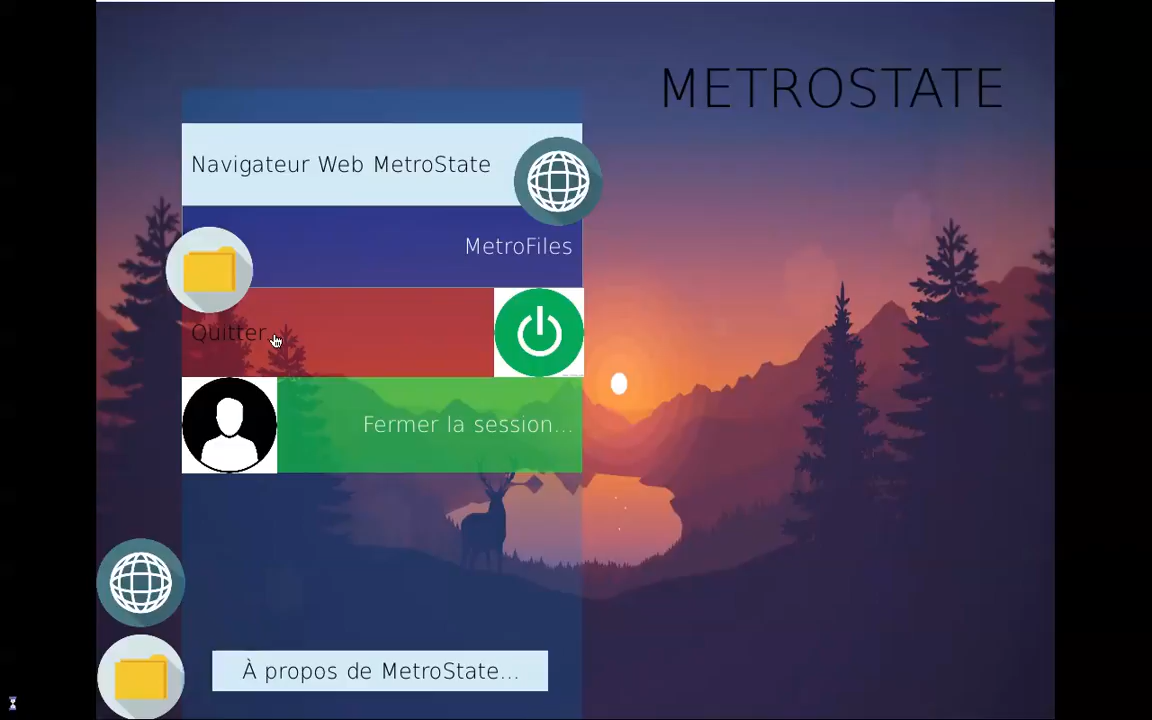 METROSTATE
Navigateur Web MetroState
MetroFiles
Quitter...
Fermer la session...
À propos de MetroState...